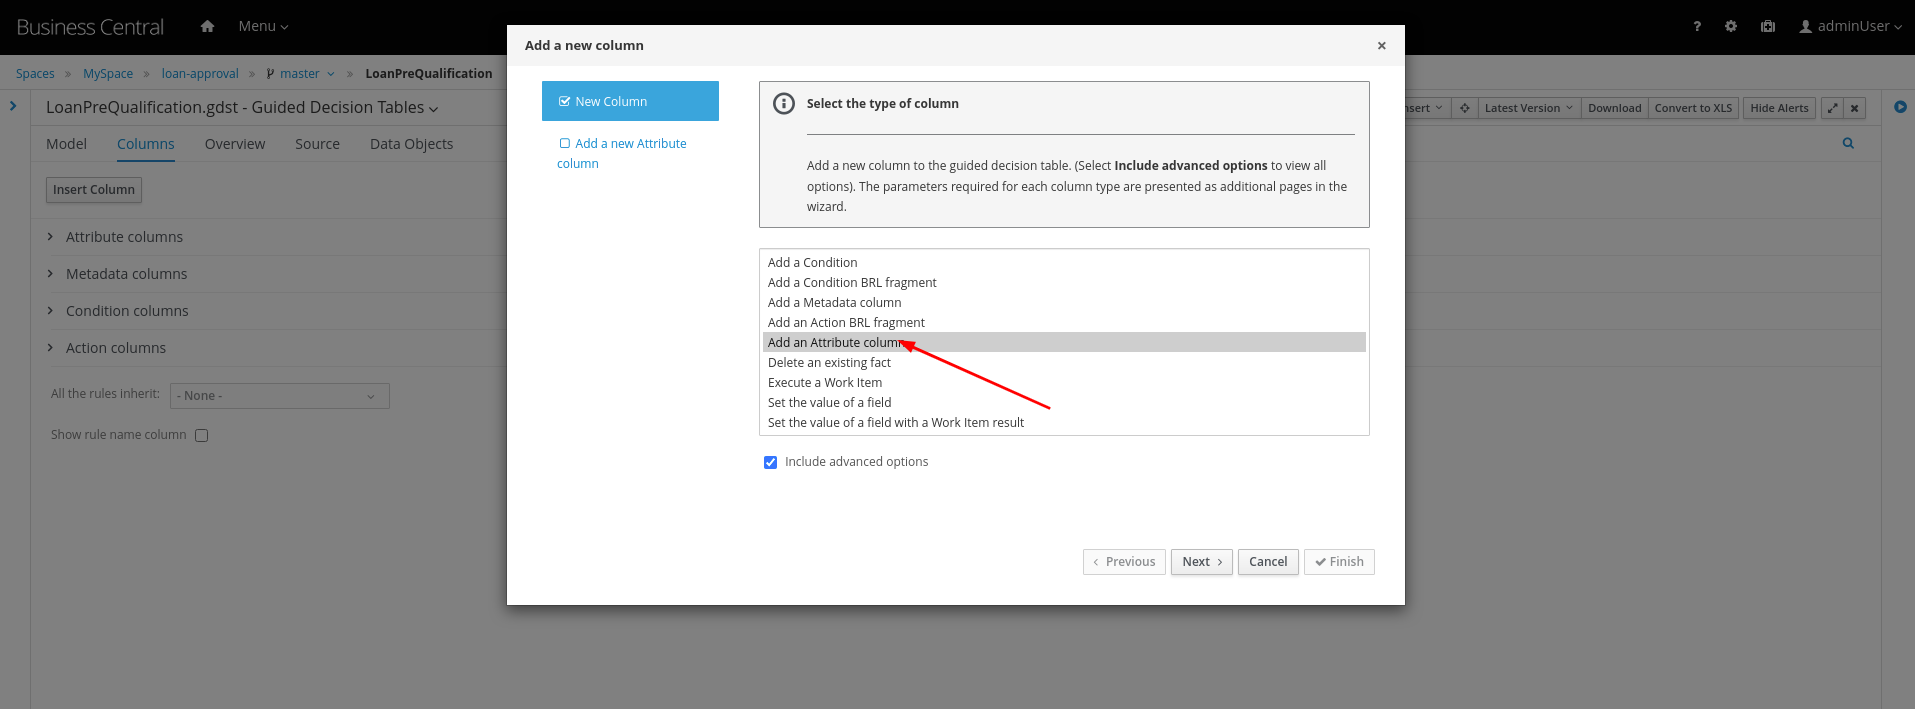 Business Central
Menu
? adminUser
Spaces » MySpace » loan-approval » master » LoanPreQualification
LoanPreQualification.gdst - Guided Decision Tables
Latest Version Download Convert to XLS Hide Alerts
Model Columns Overview Source Data Objects
Insert Column
Attribute columns
Metadata columns
Condition columns
Action columns
All the rules inherit: - None -
Show rule name column
Add a new column
New Column
Add a new Attribute
column
Select the type of column
Add a new column to the guided decision table. (Select Include advanced options to view all
options). The parameters required for each column type are presented as additional pages in the
wizard.
Add a Condition
Add a Condition BRL fragment
Add a Metadata column
Add an Action BRL fragment
Add an Attribute column
Delete an existing fact
Execute a Work Item
Set the value of a field
Set the value of a field with a Work Item result
Include advanced options
Previous Next Cancel Finish